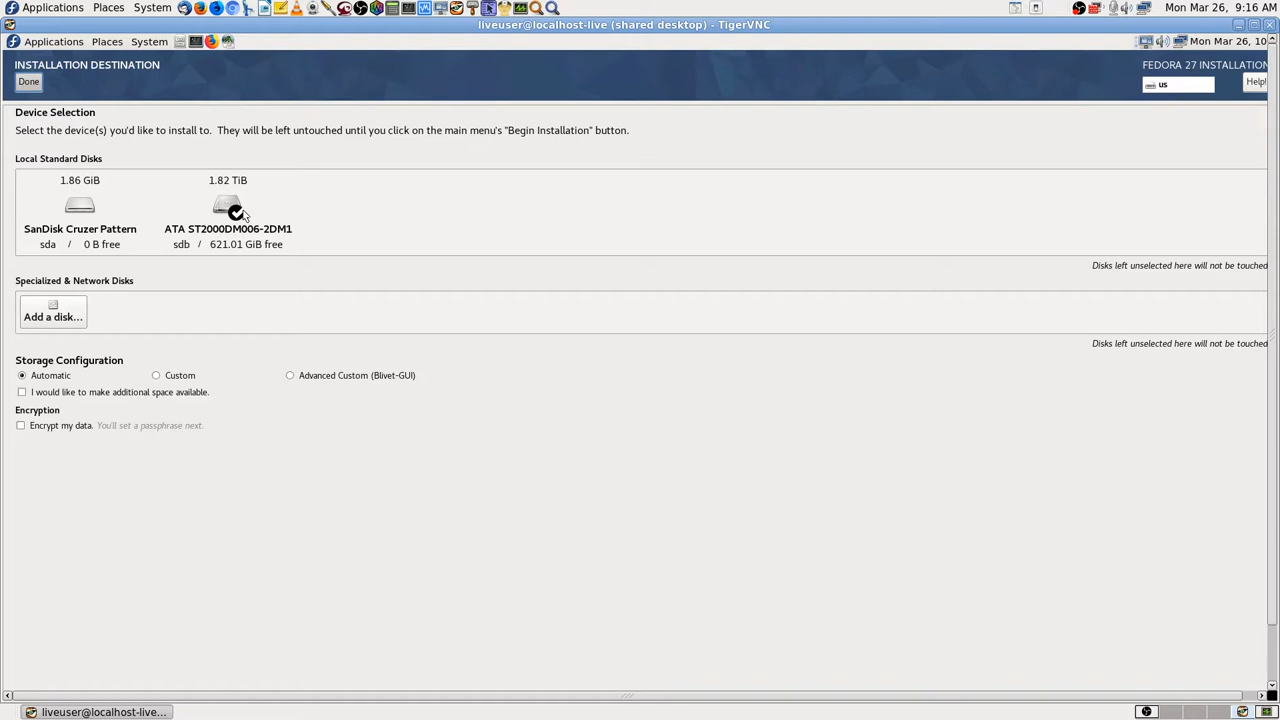 Applications Places System Mon Mar 26, 9:16 AM
liveuser@localhost-live (shared desktop) - TigerVNC
Applications Places System Mon Mar 26, 10
INSTALLATION DESTINATION FEDORA 27 INSTALLATION
Done us Help!
Device Selection
Select the device(s) you'd like to install to. They will be left untouched until you click on the main menu's "Begin Installation" button.
Local Standard Disks
1.86 GiB 1.82 TiB
SanDisk Cruzer Pattern ATA ST2000DM006-2DM1
sda / 0 B free sdb / 621.01 GiB free
Disks left unselected here will not be touched
Specialized & Network Disks
Add a disk...
Disks left unselected here will not be touched
Storage Configuration
Automatic Custom Advanced Custom (Blivet-GUI)
I would like to make additional space available.
Encryption
Encrypt my data. You'll set a passphrase next.
liveuser@localhost-live...